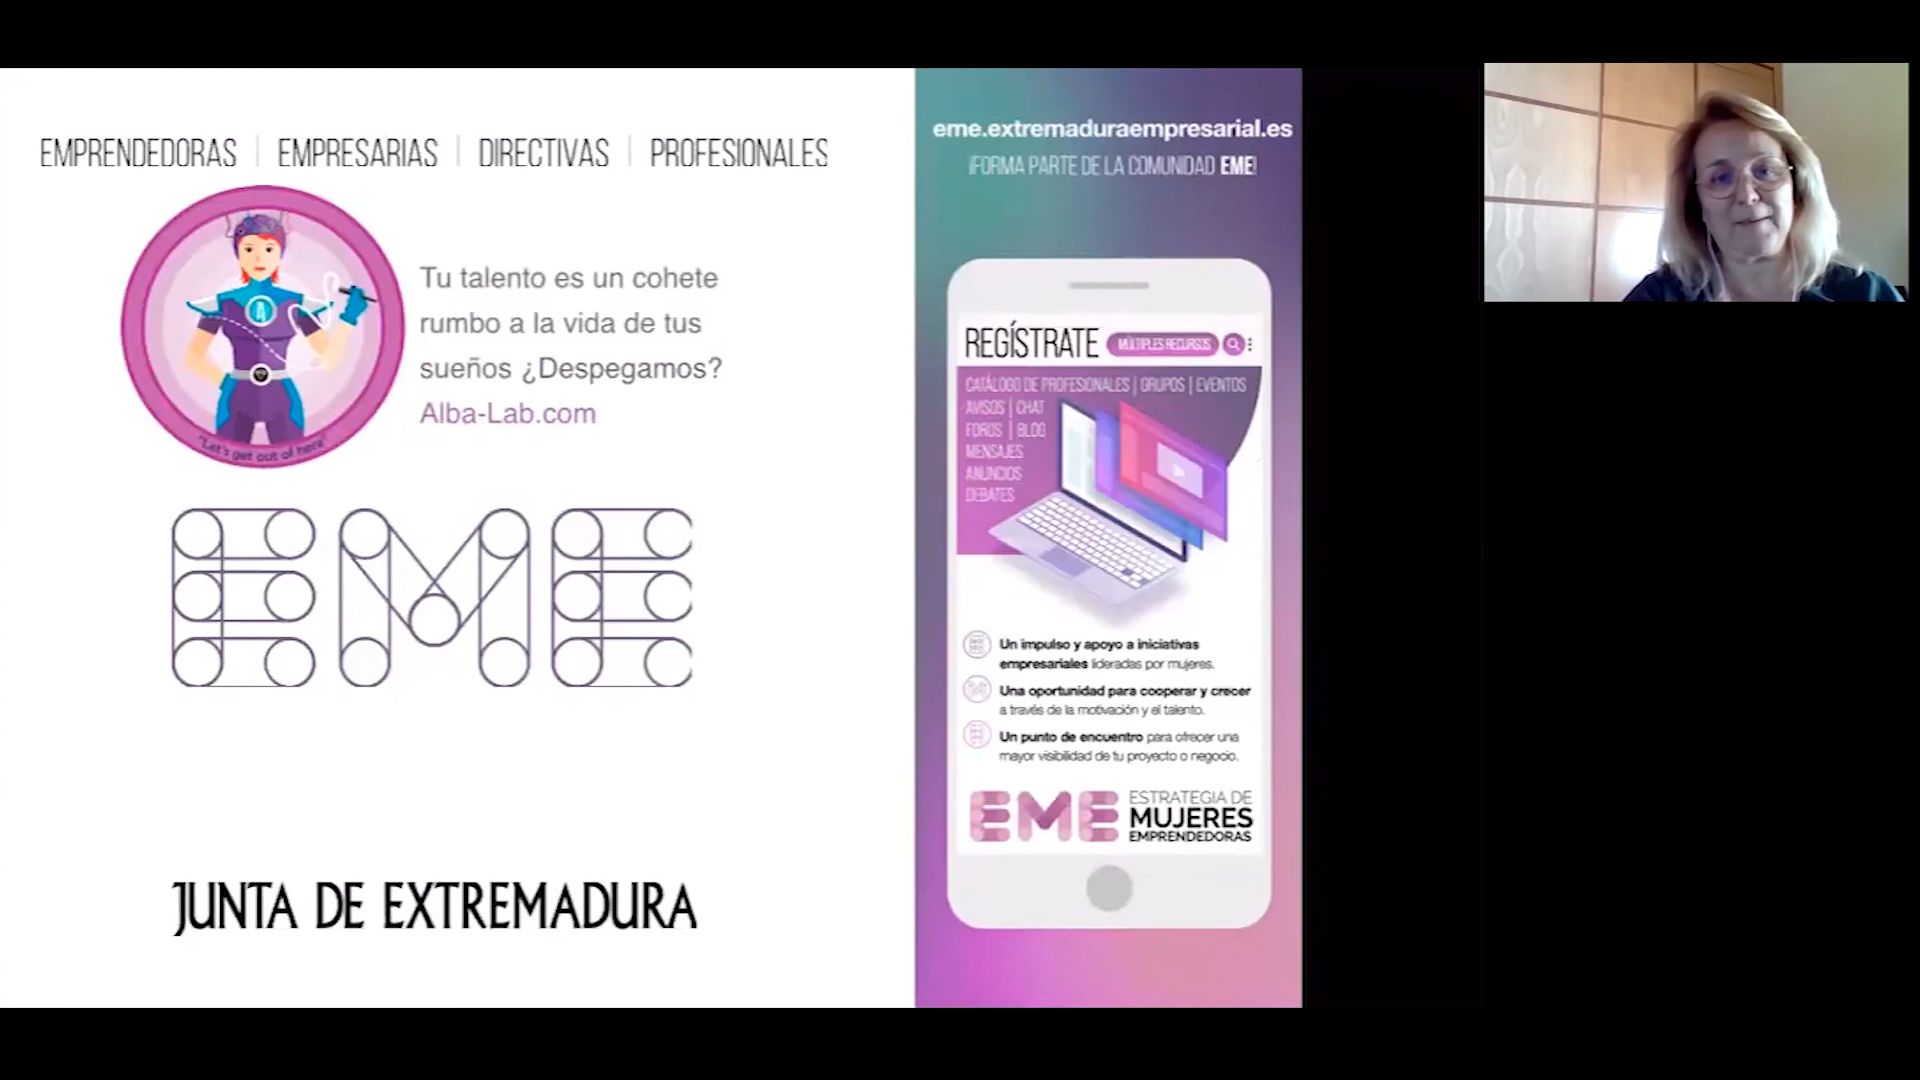 EMPRENDEDORAS | EMPRESARIAS | DIRECTIVAS | PROFESIONALES
Tu talento es un cohete
rumbo a la vida de tus
sueños ¿Despegamos?
Alba-Lab.com
"Let's get out of here"
EME
JUNTA DE EXTREMADURA
eme.extremaduraempresarial.es
¡FORMA PARTE DE LA COMUNIDAD EME!
REGÍSTRATE MÚLTIPLES RECURSOS
CATÁLOGO DE PROFESIONALES | GRUPOS | EVENTOS
AVISOS | CHAT
FOROS | BLOG
MENSAJES
ANUNCIOS
DEBATES
Un impulso y apoyo a iniciativas
empresariales lideradas por mujeres.
Una oportunidad para cooperar y crecer
a través de la motivación y el talento.
Un punto de encuentro para ofrecer una
mayor visibilidad de tu proyecto o negocio.
EME ESTRATEGIA DE
MUJERES
EMPRENDEDORAS